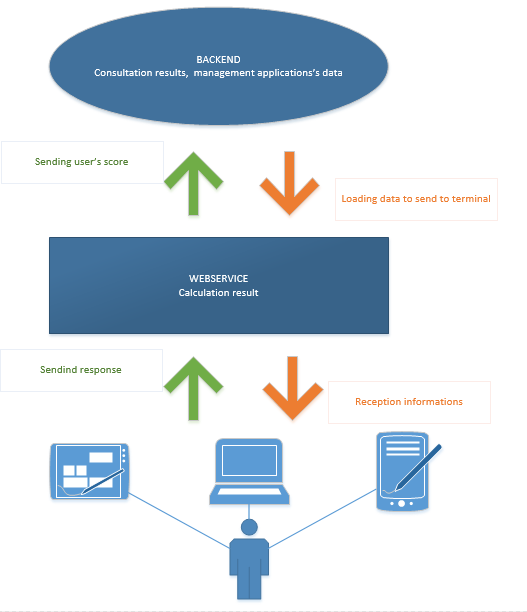 BACKEND
Consultation results, management applications's data
Sending user's score
Loading data to send to terminal
WEBSERVICE
Calculation result
Sendind response
Reception informations